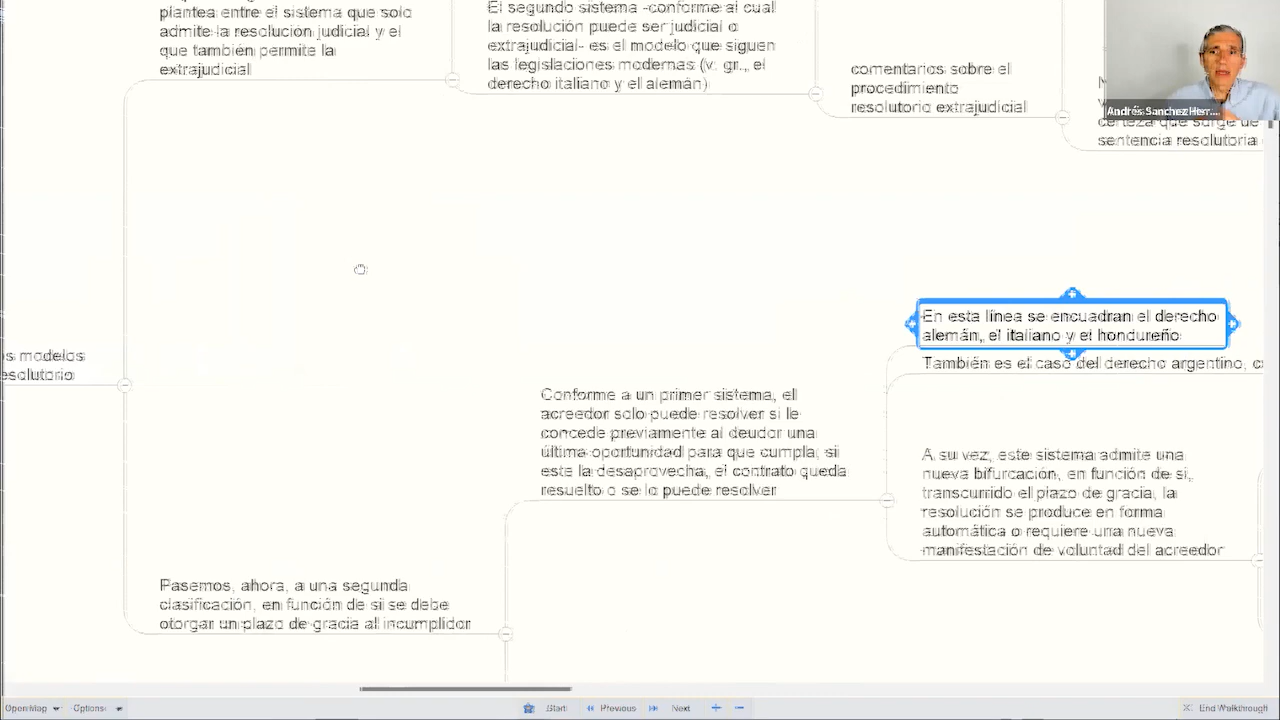 plantea entre el sistema que solo
admite la resolución judicial y el
que también permite la
extrajudicial
El segundo sistema -conforme al cual
la resolución puede ser judicial o
extrajudicial- es el modelo que siguen
las legislaciones modernas (v. gr., el
derecho italiano y el alemán)
comentarios sobre el
procedimiento
resolutorio extrajudicial
Andrés Sanchez Herr...
certeza que surge de
sentencia resolutoria
os modelos
esolutorio
En esta línea se encuadran el derecho
alemán, el italiano y el hondureño
También es el caso del derecho argentino, c
Conforme a un primer sistema, el
acreedor solo puede resolver si le
concede previamente al deudor una
última oportunidad para que cumpla; si
este la desaprovecha, el contrato queda
resuelto o se lo puede resolver
A su vez, este sistema admite una
nueva bifurcación, en función de si,
transcurrido el plazo de gracia, la
resolución se produce en forma
automática o requiere una nueva
manifestación de voluntad del acreedor
Pasemos, ahora, a una segunda
clasificación, en función de si se debe
otorgar un plazo de gracia al incumplidor
Open Map Options Start Previous Next End Walkthrough